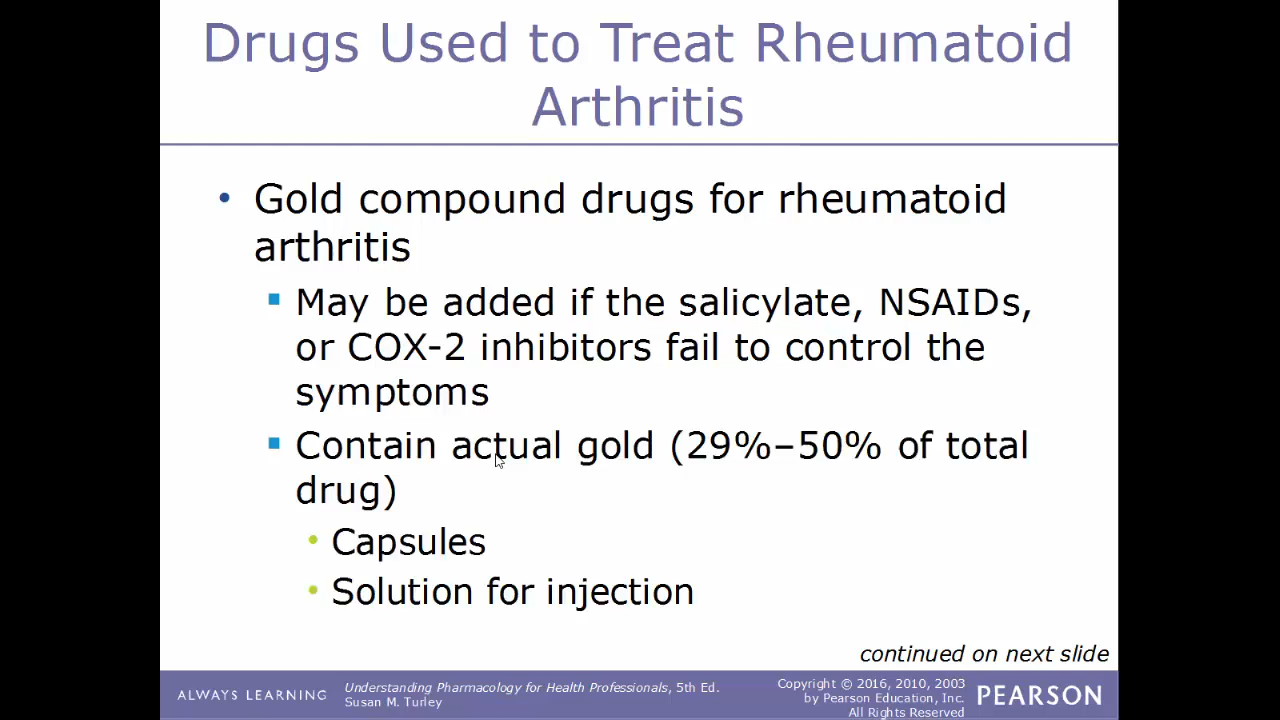 Drugs Used to Treat Rheumatoid
Arthritis
• Gold compound drugs for rheumatoid
arthritis
▪ May be added if the salicylate, NSAIDs,
or COX-2 inhibitors fail to control the
symptoms
▪ Contain actual gold (29%–50% of total
drug)
• Capsules
• Solution for injection
continued on next slide
ALWAYS LEARNING
Understanding Pharmacology for Health Professionals, 5th Ed.
Susan M. Turley
Copyright © 2016, 2010, 2003
by Pearson Education, Inc.
All Rights Reserved
PEARSON